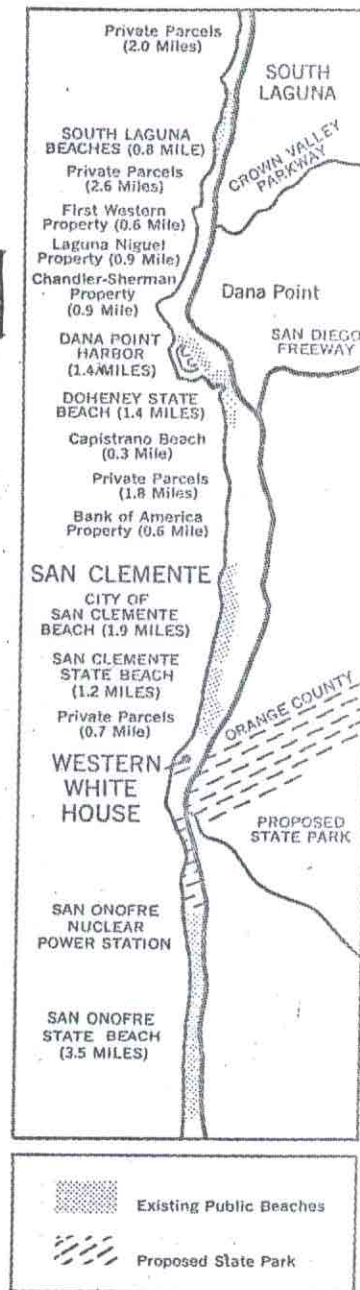 Private Parcels
(2.0 Miles)
SOUTH
LAGUNA
SOUTH LAGUNA
BEACHES (0.8 MILE)
CROWN VALLEY
PARKWAY
Private Parcels
(2.6 Miles)
First Western
Property (0.6 Mile)
Laguna Niguel
Property (0.9 Mile)
Chandler-Sherman
Property
(0.9 Mile)
Dana Point
DANA POINT
HARBOR
(1.4 MILES)
SAN DIEGO
FREEWAY
DOHENEY STATE
BEACH (1.4 MILES)
Capistrano Beach
(0.3 Mile)
Private Parcels
(1.8 Miles)
Bank of America
Property (0.6 Mile)
SAN CLEMENTE
CITY OF
SAN CLEMENTE
BEACH (1.9 MILES)
SAN CLEMENTE
STATE BEACH
(1.2 MILES)
Private Parcels
(0.7 Mile)
ORANGE COUNTY
WESTERN
WHITE
HOUSE
PROPOSED
STATE PARK
SAN ONOFRE
NUCLEAR
POWER STATION
SAN ONOFRE
STATE BEACH
(3.5 MILES)
Existing Public Beaches
Proposed State Park